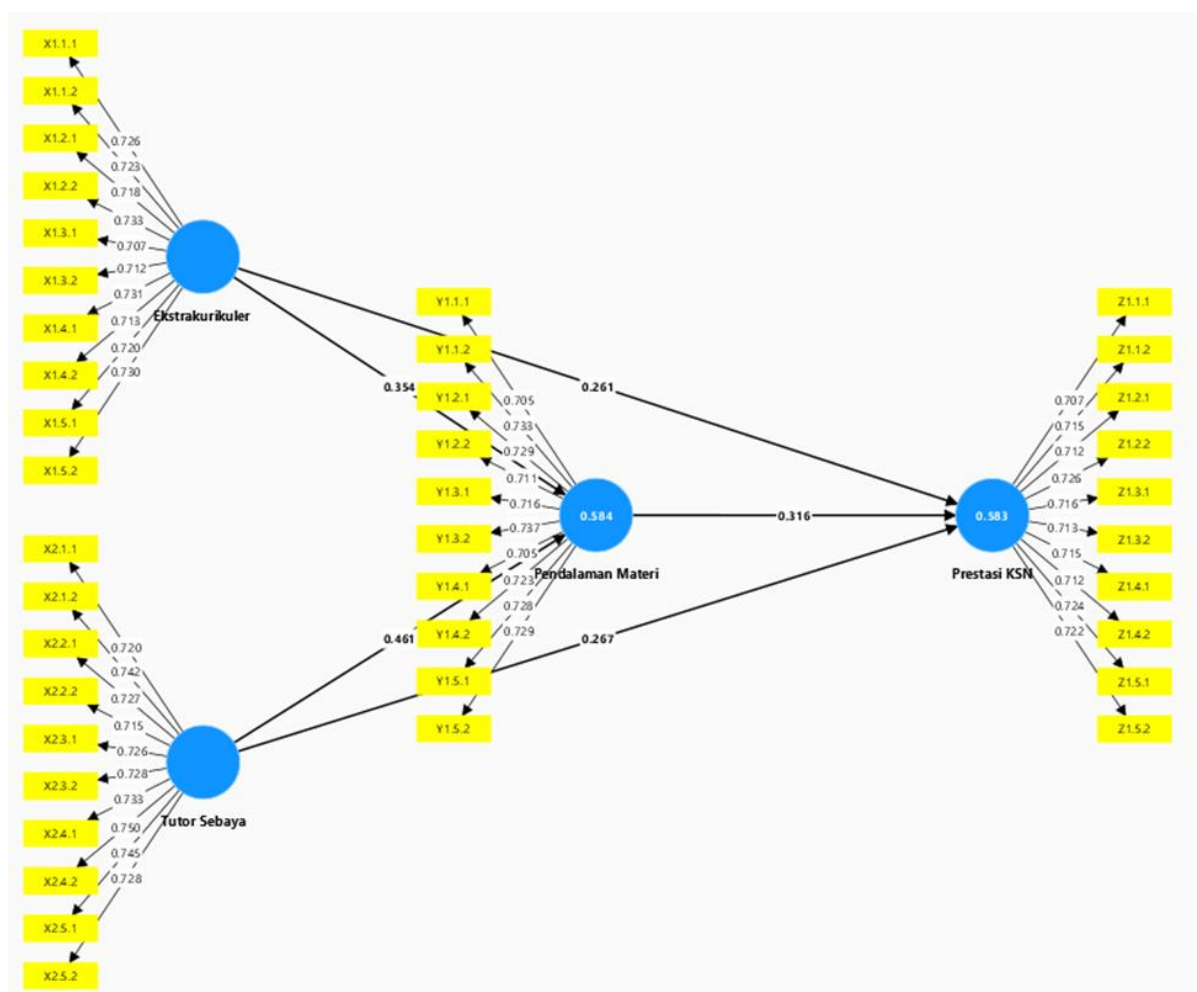 X1.1.1
X1.1.2
X1.2.1
X1.2.2
X1.3.1
X1.3.2
X1.4.1
X1.4.2
X1.5.1
X1.5.2
0.726
0.723
0.718
0.733
0.707
0.712
0.731
0.713
0.720
0.730
Ekstrakurikuler
X2.1.1
X2.1.2
X2.2.1
X2.2.2
X2.3.1
X2.3.2
X2.4.1
X2.4.2
X2.5.1
X2.5.2
0.720
0.742
0.727
0.715
0.726
0.728
0.733
0.750
0.745
0.728
Tutor Sebaya
0.354
0.261
0.461
0.267
Y1.1.1
Y1.1.2
Y1.2.1
Y1.2.2
Y1.3.1
Y1.3.2
Y1.4.1
Y1.4.2
Y1.5.1
Y1.5.2
0.705
0.733
0.729
0.711
0.716
0.737
0.705
0.723
0.728
0.729
0.584
Pendalaman Materi
0.316
0.583
Prestasi KSN
0.707
0.715
0.712
0.726
0.716
0.713
0.715
0.712
0.724
0.722
Z1.1.1
Z1.1.2
Z1.2.1
Z1.2.2
Z1.3.1
Z1.3.2
Z1.4.1
Z1.4.2
Z1.5.1
Z1.5.2